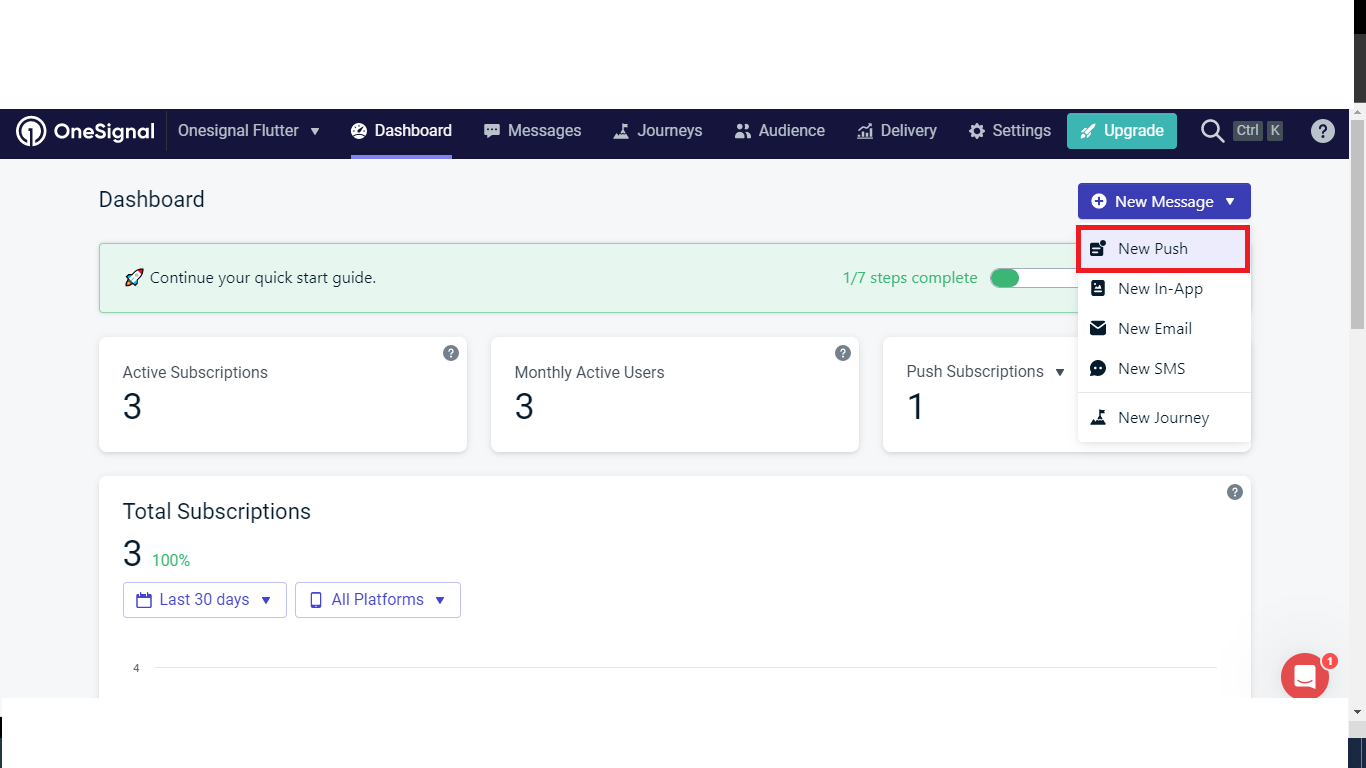 OneSignal
Onesignal Flutter
Dashboard
Messages
Journeys
Audience
Delivery
Settings
Upgrade
Ctrl K
?
Dashboard
New Message
New Push
New In-App
New Email
New SMS
New Journey
Continue your quick start guide.
1/7 steps complete
Active Subscriptions
?
3
Monthly Active Users
?
3
Push Subscriptions
1
Total Subscriptions
?
3 100%
Last 30 days
All Platforms
4
1